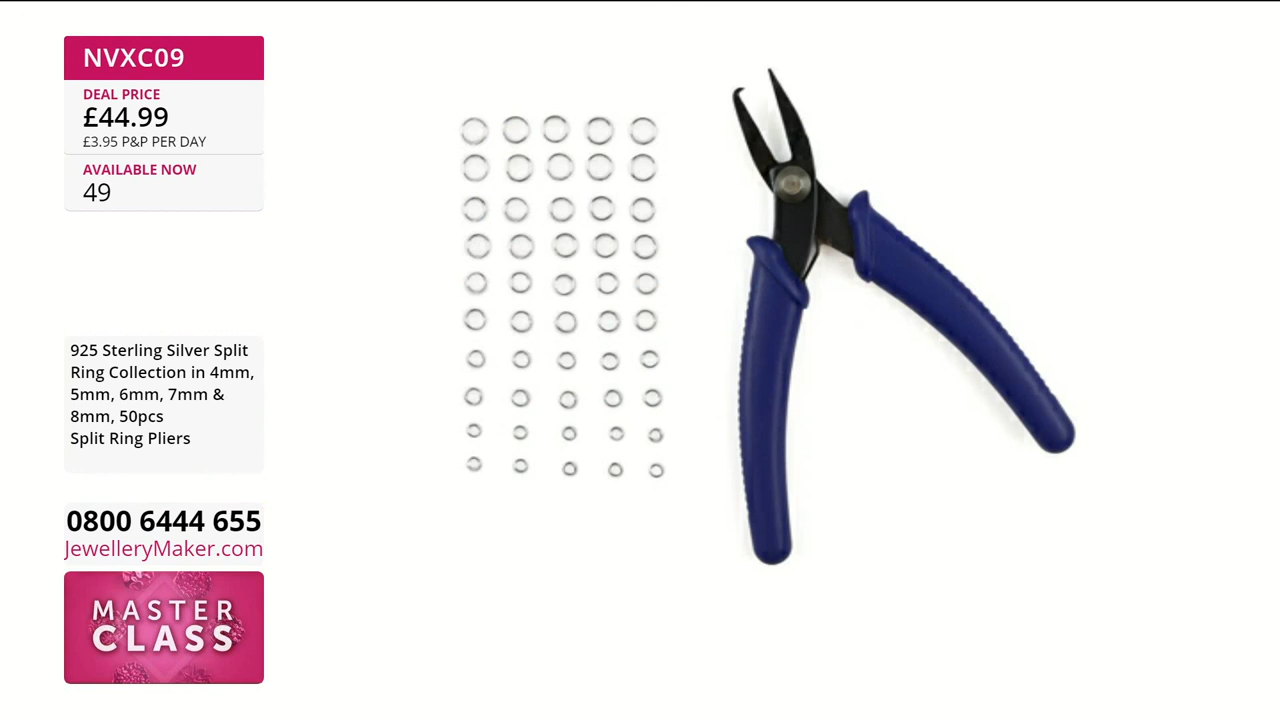 NVXC09
DEAL PRICE
£44.99
£3.95 P&P PER DAY
AVAILABLE NOW
49
925 Sterling Silver Split
Ring Collection in 4mm,
5mm, 6mm, 7mm &
8mm, 50pcs
Split Ring Pliers
0800 6444 655
JewelleryMaker.com
MASTER
CLASS